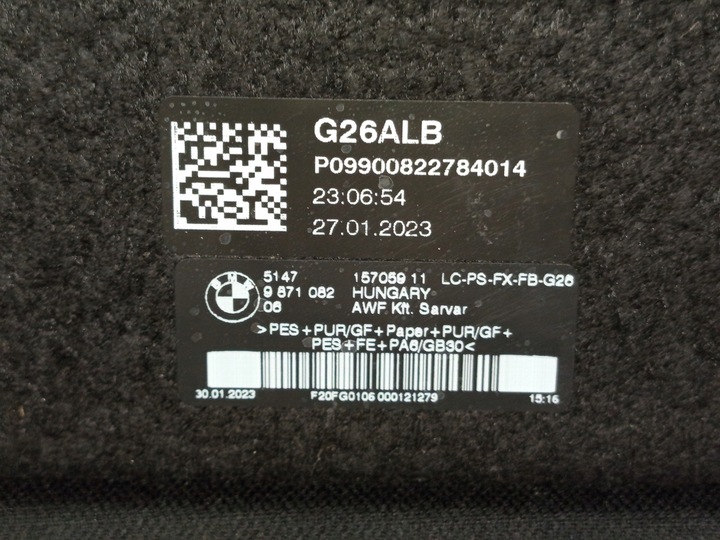 G26ALB
P09900822784014
23:06:54
27.01.2023
BMW
5147 157059 11 LC-PS-FX-FB-G26
9 871 082 HUNGARY
06 AWF Kft. Sarvar
>PES+PUR/GF+Paper+PUR/GF+
PES+FE+PA6/GB30<
30.01.2023 F20FG0106 000121279 15:16